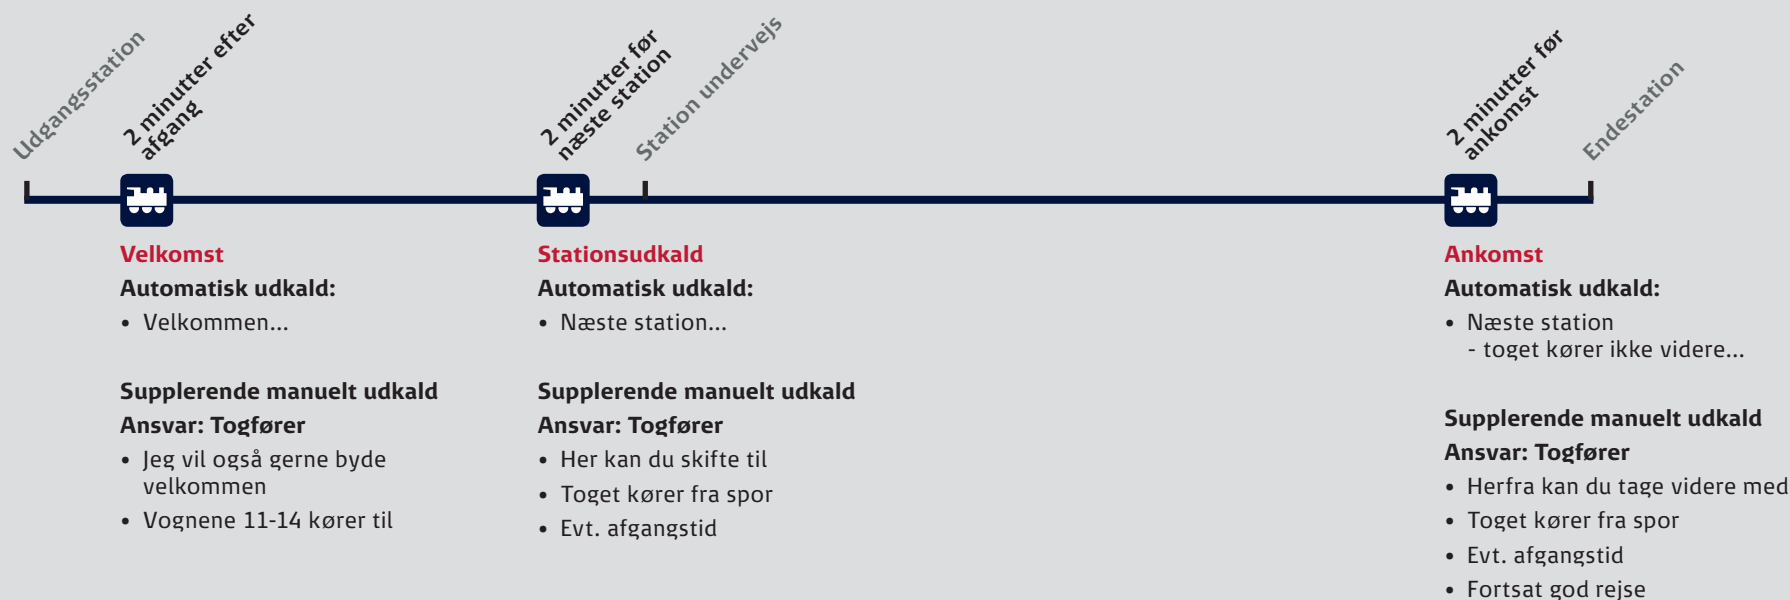 Udgangsstation
2 minutter efter
afgang
2 minutter før
næste station
Station undervejs
2 minutter før
ankomst
Endestation
Velkomst
Automatisk udkald:
• Velkommen...
Supplerende manuelt udkald
Ansvar: Togfører
• Jeg vil også gerne byde
velkommen
• Vognene 11-14 kører til
Stationsudkald
Automatisk udkald:
• Næste station...
Supplerende manuelt udkald
Ansvar: Togfører
• Her kan du skifte til
• Toget kører fra spor
• Evt. afgangstid
Ankomst
Automatisk udkald:
• Næste station
- toget kører ikke videre...
Supplerende manuelt udkald
Ansvar: Togfører
• Herfra kan du tage videre med
• Toget kører fra spor
• Evt. afgangstid
• Fortsat god rejse